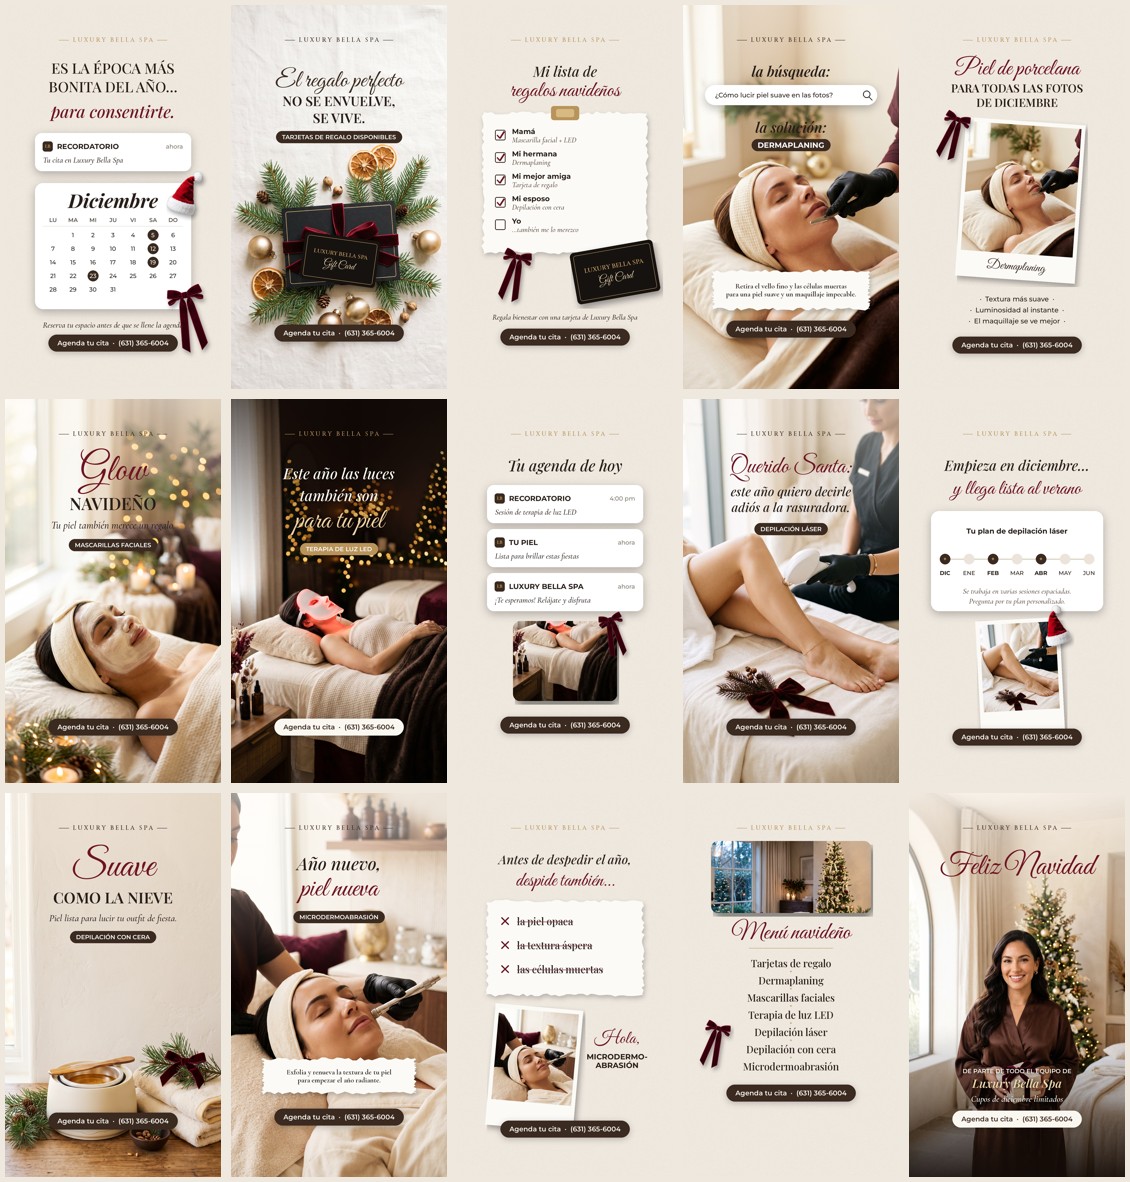 LUXURY BELLA SPA
ES LA ÉPOCA MÁS
BONITA DEL AÑO...
para consentirte.
LB RECORDATORIO ahora
Tu cita en Luxury Bella Spa
Diciembre
LU MA MI JU VI SA DO
1 2 3 4 5 6
7 8 9 10 11 12 13
14 15 16 17 18 19 20
21 22 23 24 25 26 27
28 29 30 31
Reserva tu espacio antes de que se llene la agenda
Agenda tu cita · (631) 365-6004
LUXURY BELLA SPA
El regalo perfecto
NO SE ENVUELVE,
SE VIVE.
TARJETAS DE REGALO DISPONIBLES
LUXURY BELLA SPA
Gift Card
Agenda tu cita · (631) 365-6004
LUXURY BELLA SPA
Mi lista de
regalos navideños
Mamá
Mascarilla facial + LED
Mi hermana
Dermaplaning
Mi mejor amiga
Tarjeta de regalo
Mi esposo
Depilación con cera
Yo
...también me lo merezco
LUXURY BELLA SPA
Gift Card
Regala bienestar con una tarjeta de Luxury Bella Spa
Agenda tu cita · (631) 365-6004
LUXURY BELLA SPA
la búsqueda:
¿Cómo lucir piel suave en las fotos?
la solución:
DERMAPLANING
Retira el vello fino y las células muertas
para una piel suave y un maquillaje impecable.
Agenda tu cita · (631) 365-6004
LUXURY BELLA SPA
Piel de porcelana
PARA TODAS LAS FOTOS
DE DICIEMBRE
Dermaplaning
· Textura más suave ·
· Luminosidad al instante ·
· El maquillaje se ve mejor ·
Agenda tu cita · (631) 365-6004
LUXURY BELLA SPA
Glow
NAVIDEÑO
Tu piel también merece un regalo
MASCARILLAS FACIALES
Agenda tu cita · (631) 365-6004
LUXURY BELLA SPA
Este año las luces
también son
para tu piel
TERAPIA DE LUZ LED
Agenda tu cita · (631) 365-6004
LUXURY BELLA SPA
Tu agenda de hoy
LB RECORDATORIO 4:00 pm
Sesión de terapia de luz LED
LB TU PIEL ahora
Lista para brillar estas fiestas
LB LUXURY BELLA SPA ahora
¡Te esperamos! Relájate y disfruta
Agenda tu cita · (631) 365-6004
LUXURY BELLA SPA
Querido Santa:
este año quiero decirle
adiós a la rasuradora.
DEPILACIÓN LÁSER
Agenda tu cita · (631) 365-6004
LUXURY BELLA SPA
Empieza en diciembre...
y llega lista al verano
Tu plan de depilación láser
DIC ENE FEB MAR ABR MAY JUN
Se trabaja en varias sesiones espaciadas.
Pregunta por tu plan personalizado.
Agenda tu cita · (631) 365-6004
LUXURY BELLA SPA
Suave
COMO LA NIEVE
Piel lista para lucir tu outfit de fiesta.
DEPILACIÓN CON CERA
Agenda tu cita · (631) 365-6004
LUXURY BELLA SPA
Año nuevo,
piel nueva
MICRODERMOABRASIÓN
Exfolia y renueva la textura de tu piel
para empezar el año radiante.
Agenda tu cita · (631) 365-6004
LUXURY BELLA SPA
Antes de despedir el año,
despide también...
la piel opaca
la textura áspera
las células muertas
Hola,
MICRODERMO-
ABRASIÓN
Agenda tu cita · (631) 365-6004
LUXURY BELLA SPA
Menú navideño
Tarjetas de regalo
Dermaplaning
Mascarillas faciales
Terapia de luz LED
Depilación láser
Depilación con cera
Microdermoabrasión
Agenda tu cita · (631) 365-6004
LUXURY BELLA SPA
Feliz Navidad
DE PARTE DE TODO EL EQUIPO DE
Luxury Bella Spa
Cupos de diciembre limitados
Agenda tu cita · (631) 365-6004